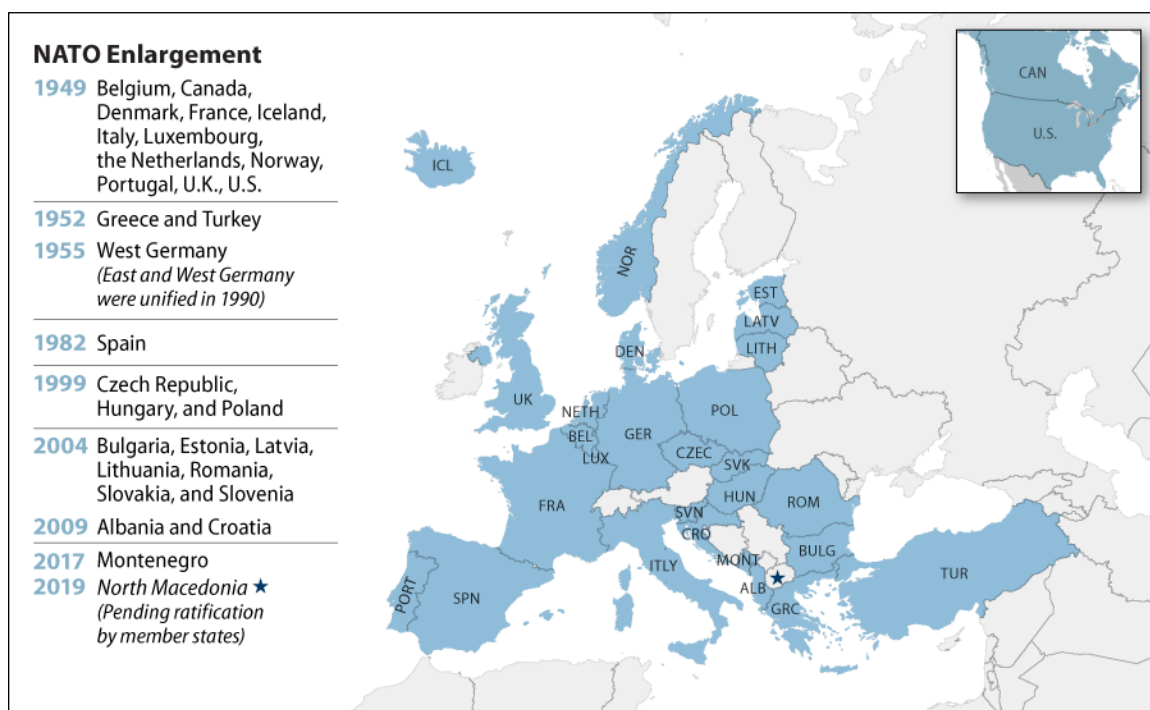 NATO Enlargement
1949 Belgium, Canada,
Denmark, France, Iceland,
Italy, Luxembourg,
the Netherlands, Norway,
Portugal, U.K., U.S.
1952 Greece and Turkey
1955 West Germany
(East and West Germany
were unified in 1990)
1982 Spain
1999 Czech Republic,
Hungary, and Poland
2004 Bulgaria, Estonia, Latvia,
Lithuania, Romania,
Slovakia, and Slovenia
2009 Albania and Croatia
2017 Montenegro
2019 North Macedonia ★
(Pending ratification
by member states)
CAN
U.S.
ICL
NOR
EST
LATV
LITH
DEN
UK
NETH
BEL
LUX
GER
POL
CZEC
SVK
FRA
HUN
ROM
SVN
CRO
ITLY
MONT
BULG
ALB
GRC
TUR
PORT
SPN